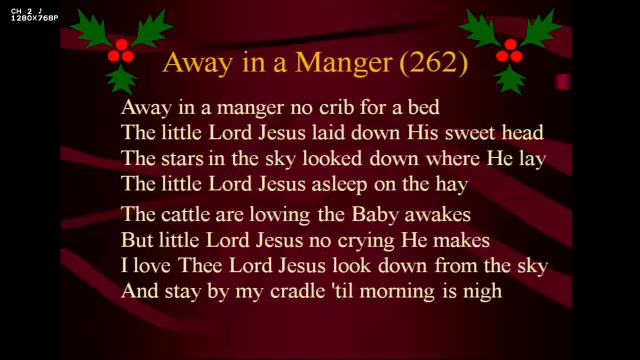 CH 2 ♪
1280X768P
Away in a Manger (262)
Away in a manger no crib for a bed
The little Lord Jesus laid down His sweet head
The stars in the sky looked down where He lay
The little Lord Jesus asleep on the hay
The cattle are lowing the Baby awakes
But little Lord Jesus no crying He makes
I love Thee Lord Jesus look down from the sky
And stay by my cradle 'til morning is nigh